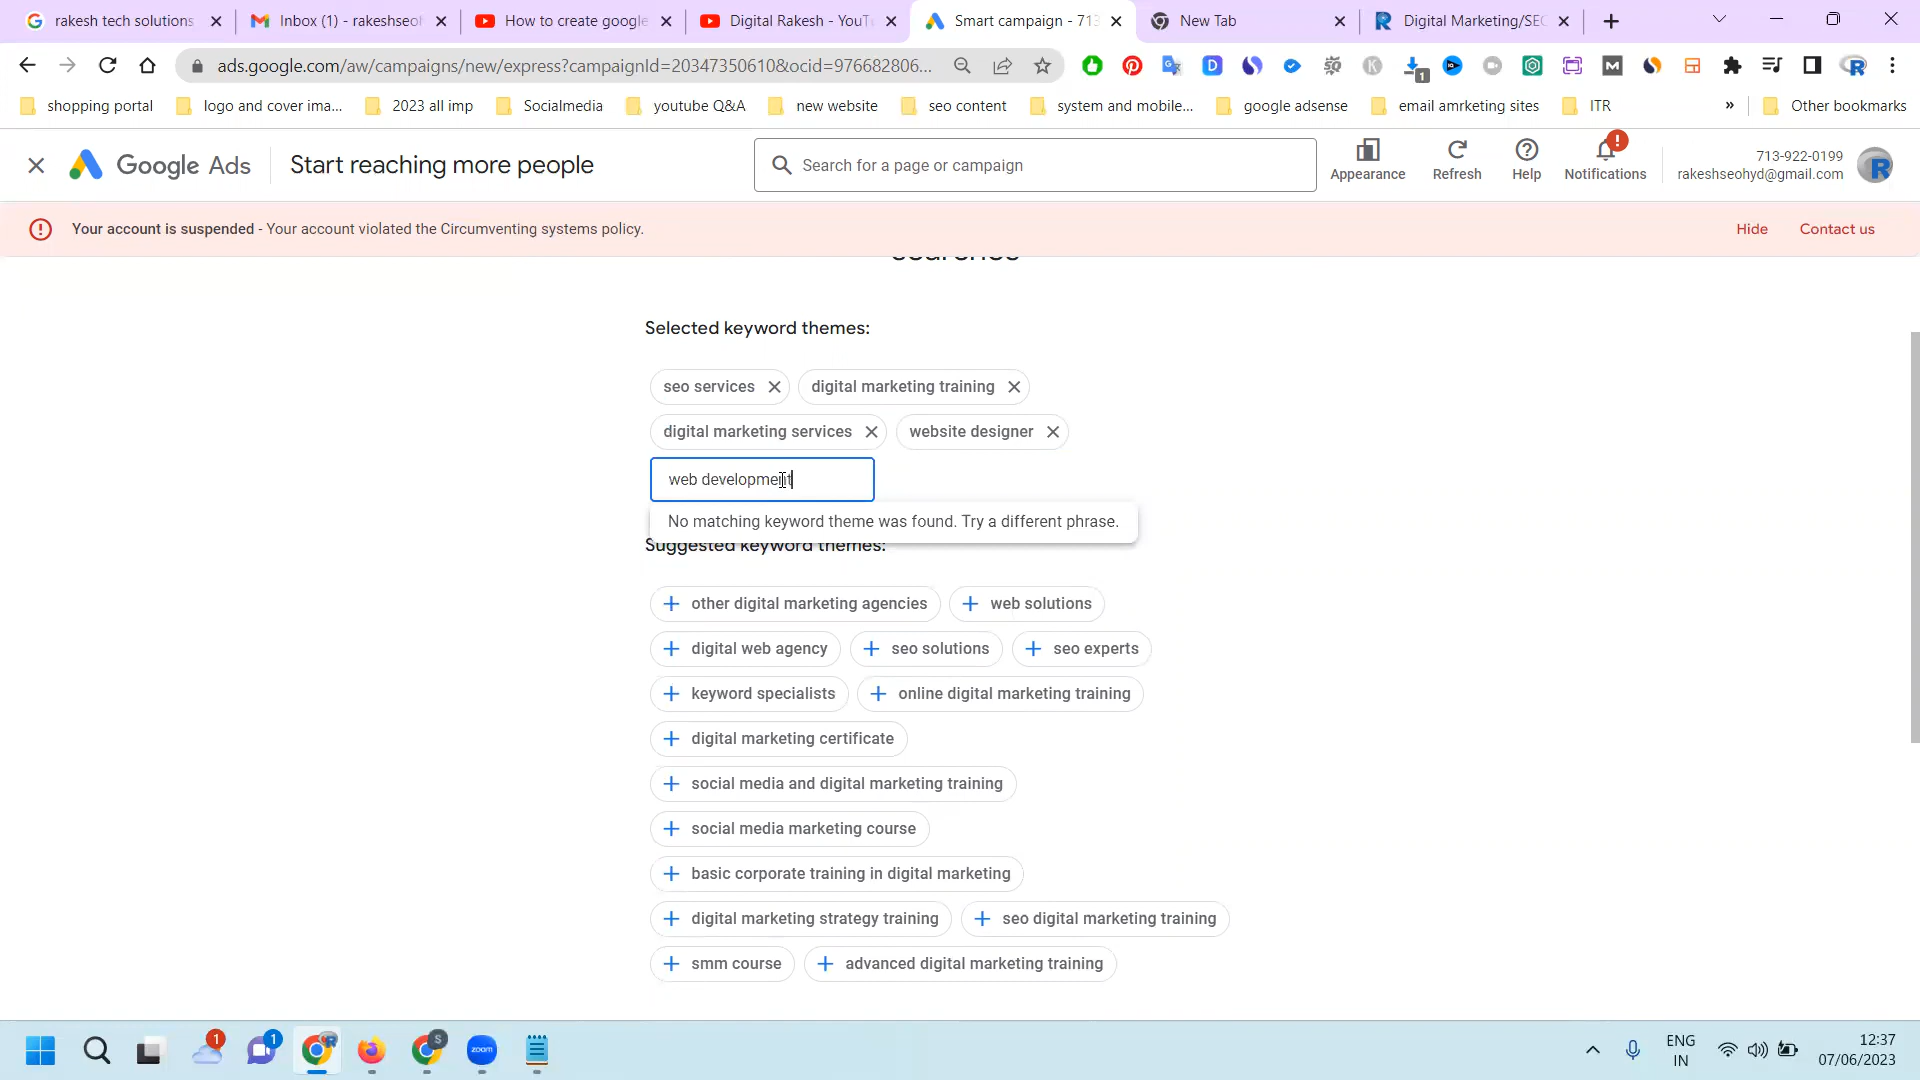 rakesh tech solutions
Inbox (1) - rakeshseo
How to create google
Digital Rakesh - YouT
Smart campaign - 713
New Tab
Digital Marketing/SEO
ads.google.com/aw/campaigns/new/express?campaignId=20347350610&ocid=976682806...
1
shopping portal
logo and cover ima...
2023 all imp
Socialmedia
youtube Q&A
new website
seo content
system and mobile...
google adsense
email amrketing sites
ITR
»
Other bookmarks
Google Ads
Start reaching more people
Search for a page or campaign
Appearance
Refresh
Help
Notifications
713-922-0199
rakeshseohyd@gmail.com
Your account is suspended - Your account violated the Circumventing systems policy.
Hide
Contact us
searches
Selected keyword themes:
seo services
digital marketing training
digital marketing services
website designer
web development
No matching keyword theme was found. Try a different phrase.
Suggested keyword themes:
other digital marketing agencies
web solutions
digital web agency
seo solutions
seo experts
keyword specialists
online digital marketing training
digital marketing certificate
social media and digital marketing training
social media marketing course
basic corporate training in digital marketing
digital marketing strategy training
seo digital marketing training
smm course
advanced digital marketing training
1
1
S
zoom
ENG
IN
12:37
07/06/2023